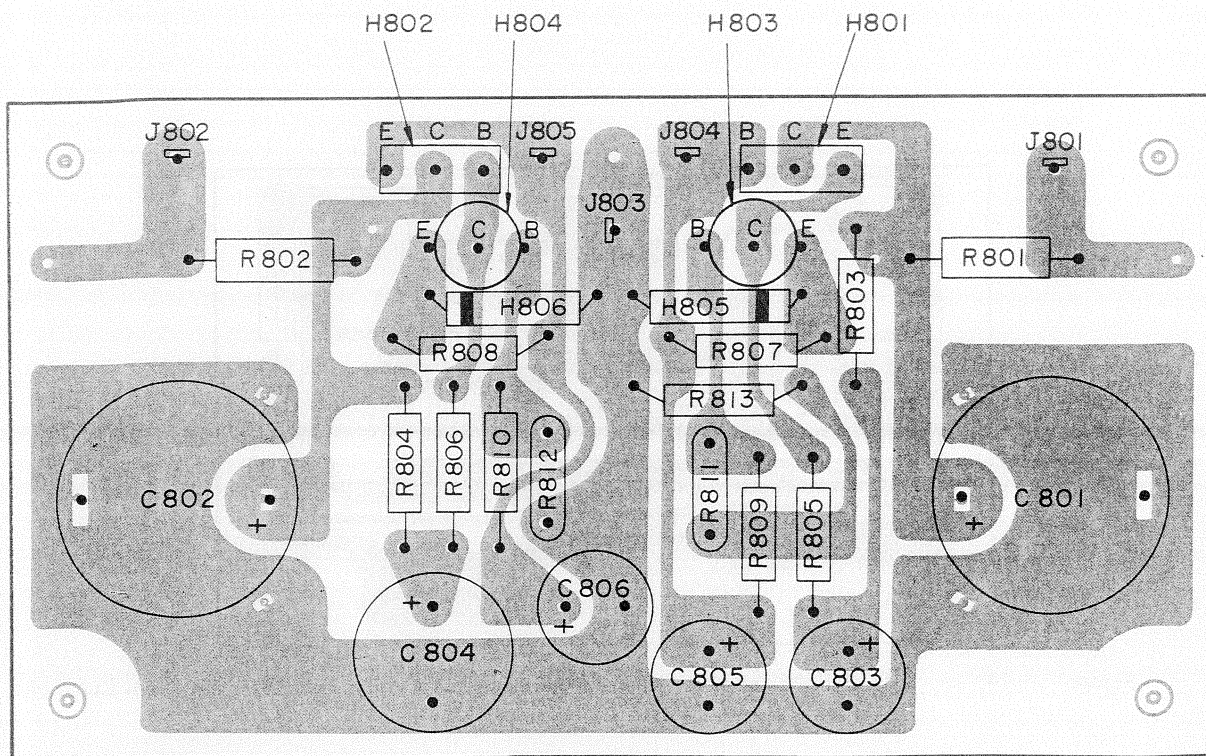 H802 H804 H803 H801
J802 E C B J805 J804 B C E J801
J803
E C B B C E
R802 R801
H806 H805 R803
R808 R807
R813
R804 R806 R810 R812 R811 R809 R805
C802 + + C801
C806
+
+ C804 C805 + C803 +